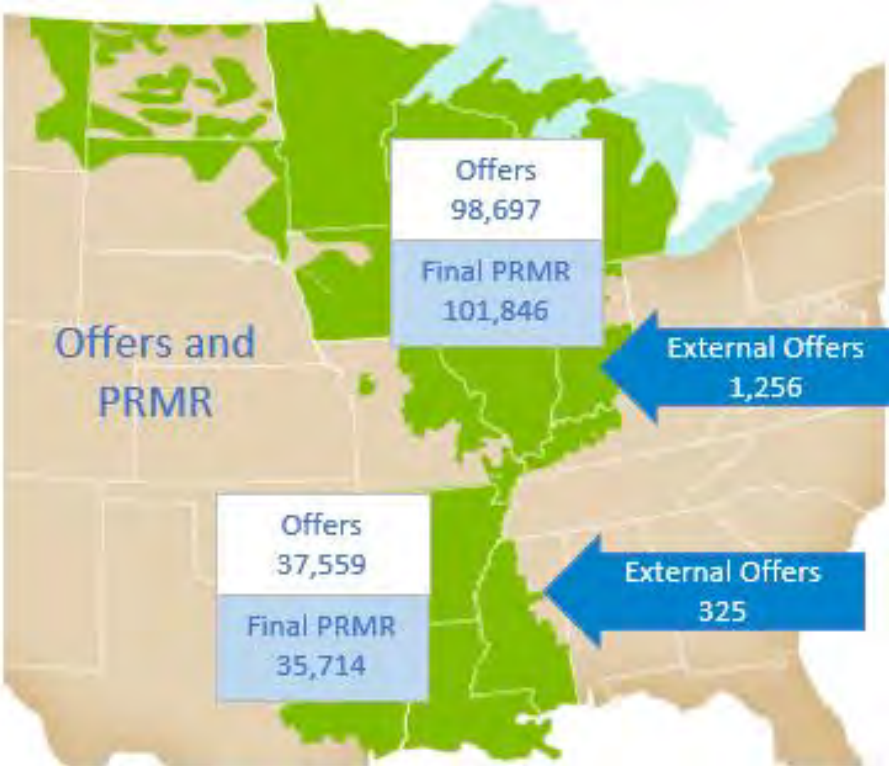 Offers
98,697
Final PRMR
101,846
Offers and
PRMR
External Offers
1,256
Offers
37,559
Final PRMR
35,714
External Offers
325